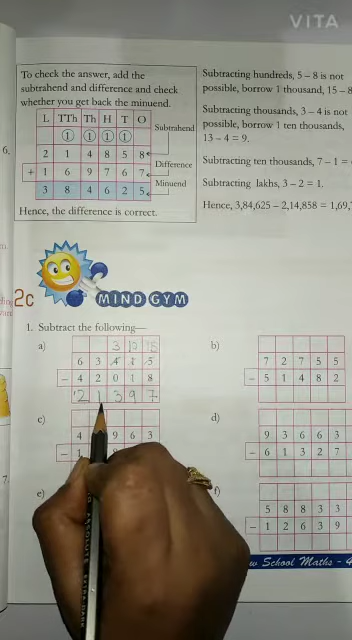 VITA
To check the answer, add the
subtrahend and difference and check
whether you get back the minuend.
L TTh Th H T O
1 1 1 1
2 1 4 8 5 8 Subtrahend
+ 1 6 9 7 6 7 Difference
3 8 4 6 2 5 Minuend
Hence, the difference is correct.
Subtracting hundreds, 5 – 8 is not
possible, borrow 1 thousand, 15 – 8
Subtracting thousands, 3 – 4 is not
possible, borrow 1 ten thousand,
13 – 4 = 9.
Subtracting ten thousands, 7 – 1 =
Subtracting lakhs, 3 – 2 = 1.
Hence, 3,84,625 – 2,14,858 = 1,69,7
6.
2c MIND GYM
1. Subtract the following—
a)
3 10 15
6 3 4 1 5
– 4 2 0 1 8
2 1 3 9 7
b)
7 2 7 5 5
– 5 1 4 8 2
c)
4 9 6 3
– 1
d)
9 3 6 6 3
– 6 1 3 2 7
7.
e)
f)
5 8 8 3 3
– 1 2 6 3 9
w School Maths - 4